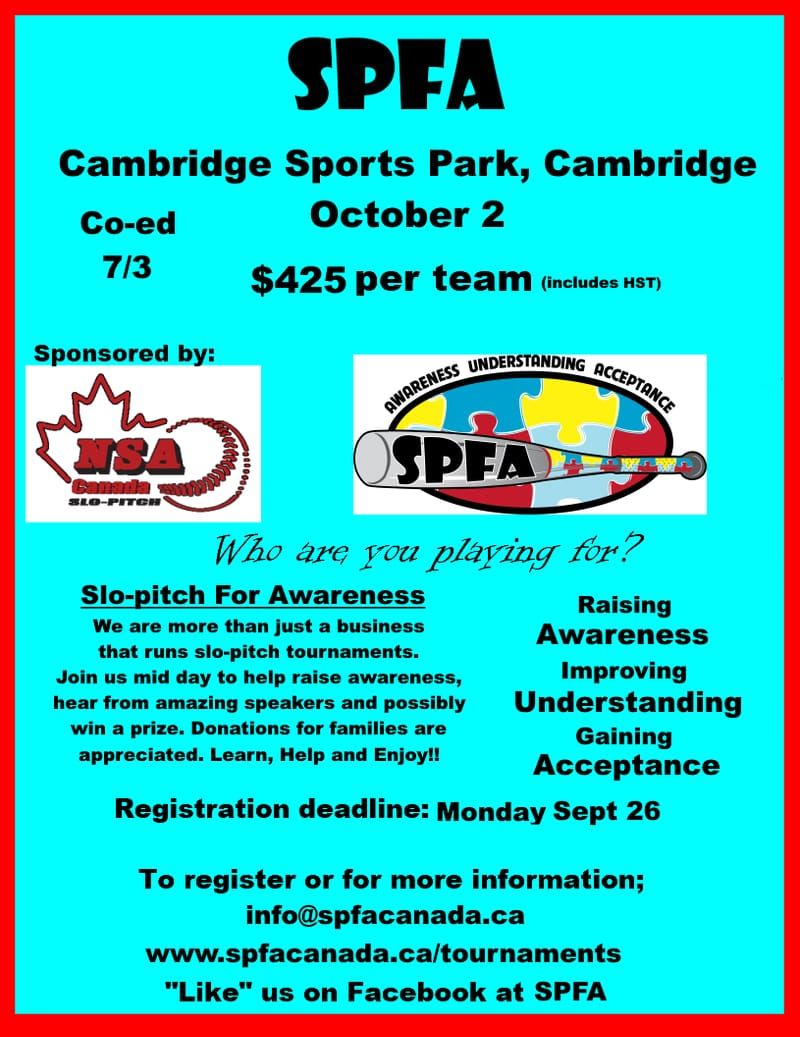 SPFA
Cambridge Sports Park, Cambridge
October 2
Co-ed
7/3
$425 per team (includes HST)
Sponsored by:
NSA
Canada
SLO-PITCH
AWARENESS UNDERSTANDING ACCEPTANCE
SPFA
Who are you playing for?
Slo-pitch For Awareness
We are more than just a business
that runs slo-pitch tournaments.
Join us mid day to help raise awareness,
hear from amazing speakers and possibly
win a prize. Donations for families are
appreciated. Learn, Help and Enjoy!!
Raising
Awareness
Improving
Understanding
Gaining
Acceptance
Registration deadline: Monday Sept 26
To register or for more information;
info@spfacanada.ca
www.spfacanada.ca/tournaments
"Like" us on Facebook at SPFA